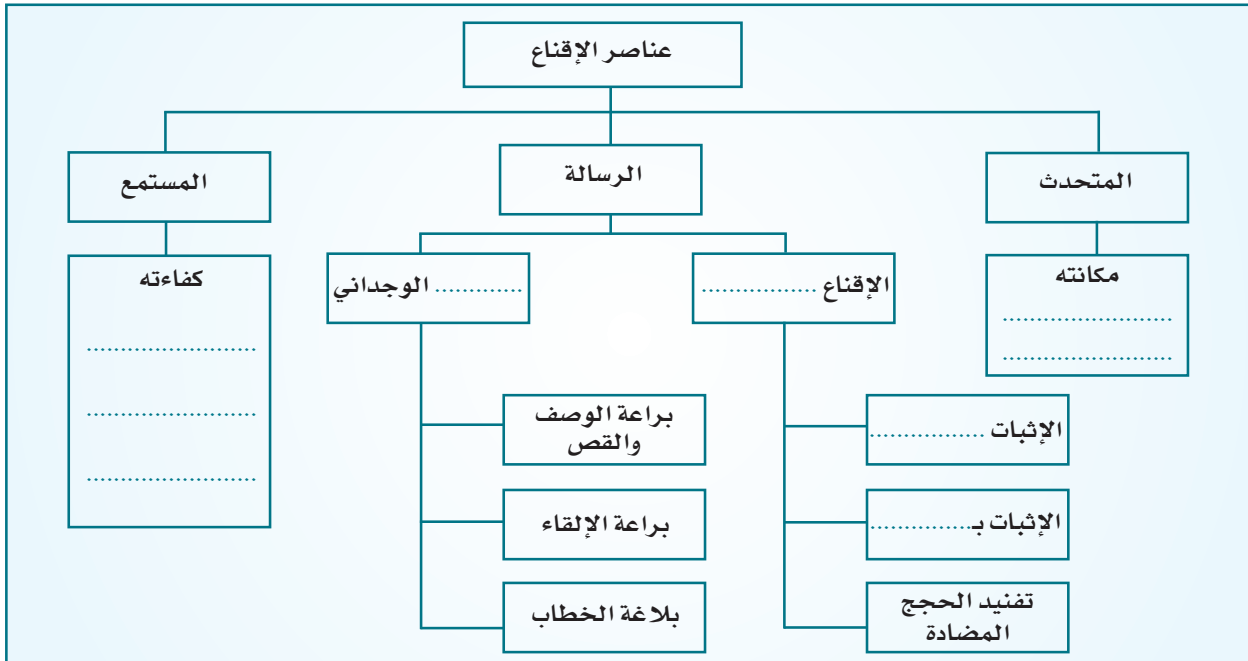 عناصر الإقناع
المتحدث
الرسالة
المستمع
مكانته
........................
........................
الإقناع .................
............. الوجداني
كفاءته
........................
........................
........................
الإثبات .................
الإثبات بـ...............
تفنيد الحجج
المضادة
براعة الوصف
والقص
براعة الإلقاء
بلاغة الخطاب